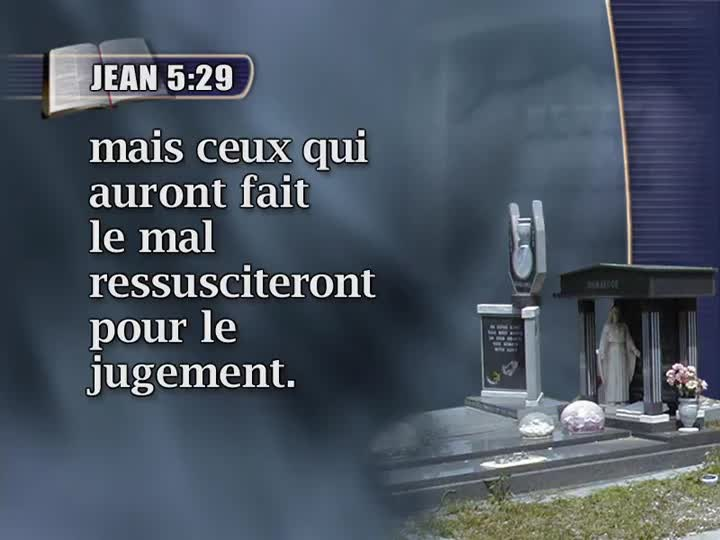 JEAN 5:29
mais ceux qui
auront fait
le mal
ressusciteront
pour le
jugement.